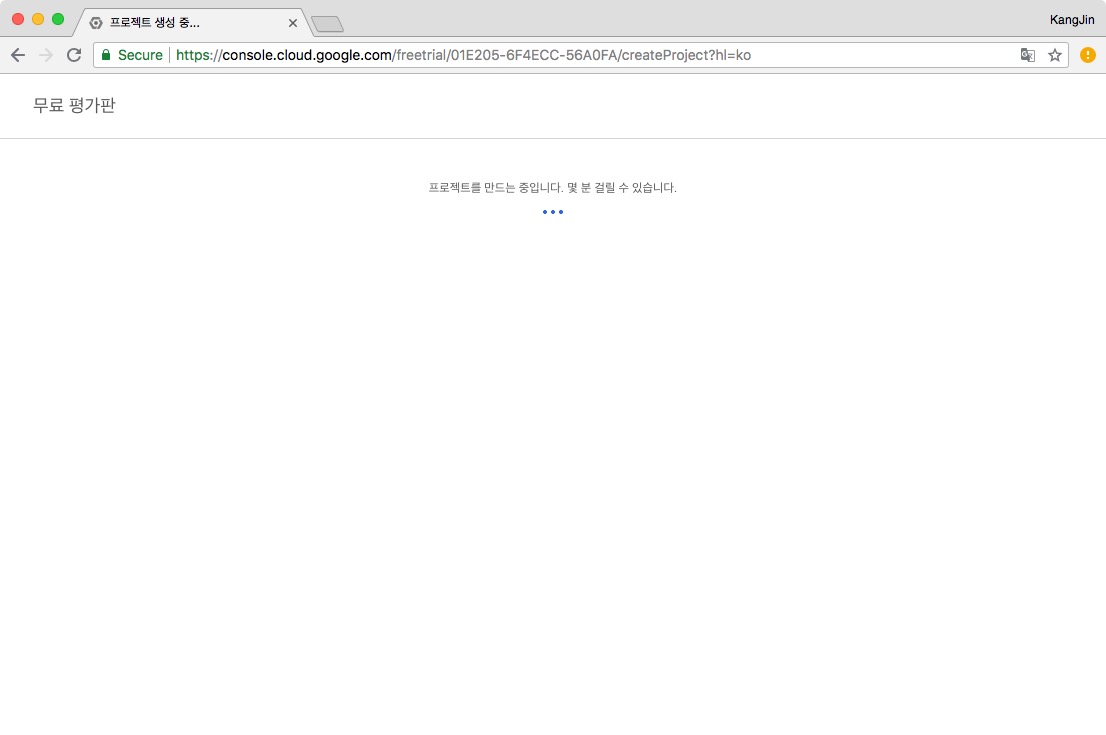 프로젝트 생성 중...
KangJin
Secure https://console.cloud.google.com/freetrial/01E205-6F4ECC-56A0FA/createProject?hl=ko
무료 평가판
프로젝트를 만드는 중입니다. 몇 분 걸릴 수 있습니다.